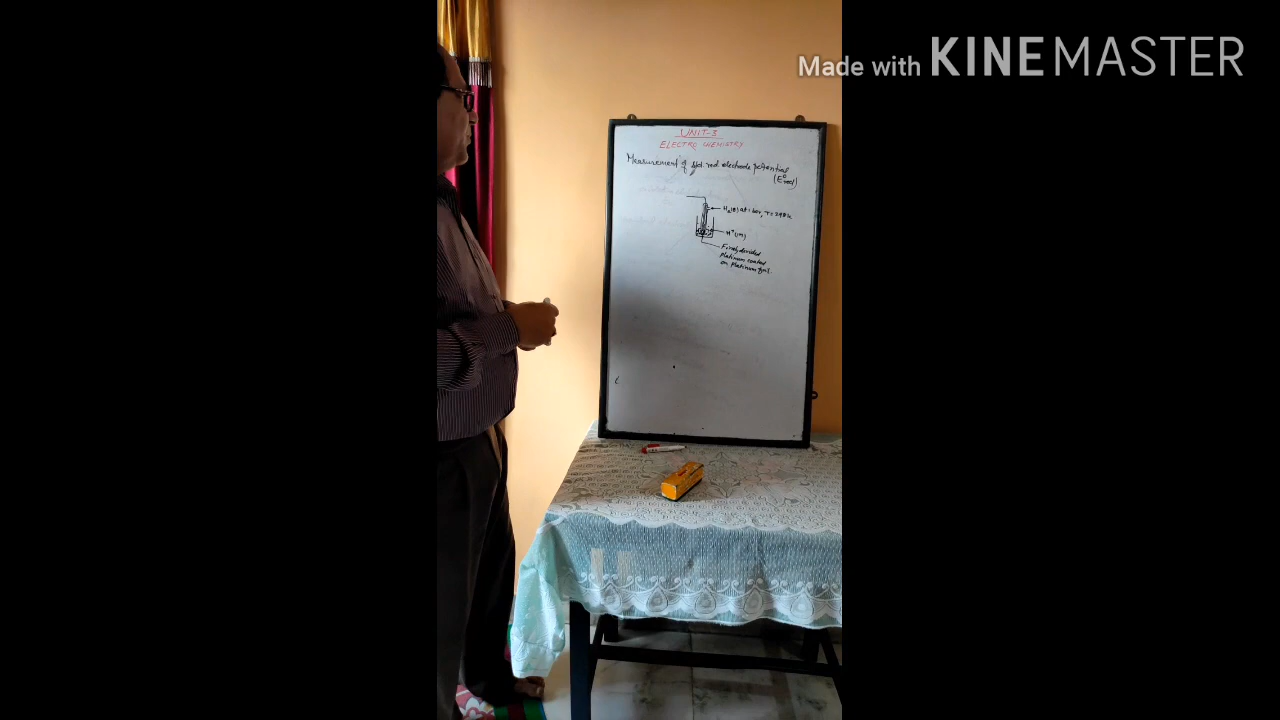 Made with KINEMASTER
UNIT-3
ELECTRO CHEMISTRY
Measurement of std. red. electrode potential
(E°red)
H₂(g) at 1 bar, T = 298K
H⁺(1M)
Finely divided
Platinum coated
on Platinum foil.